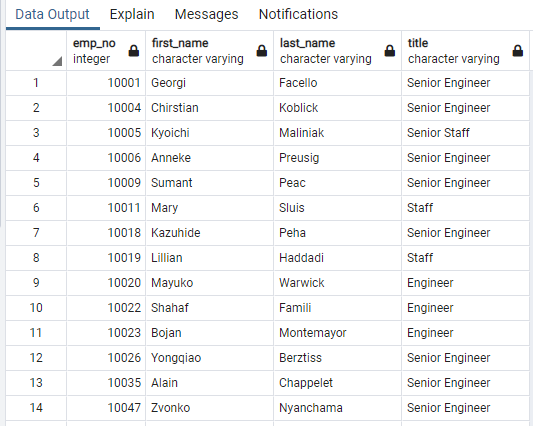 Data Output Explain Messages Notifications
emp_no first_name last_name title
integer character varying character varying character varying
1 10001 Georgi Facello Senior Engineer
2 10004 Chirstian Koblick Senior Engineer
3 10005 Kyoichi Maliniak Senior Staff
4 10006 Anneke Preusig Senior Engineer
5 10009 Sumant Peac Senior Engineer
6 10011 Mary Sluis Staff
7 10018 Kazuhide Peha Senior Engineer
8 10019 Lillian Haddadi Staff
9 10020 Mayuko Warwick Engineer
10 10022 Shahaf Famili Engineer
11 10023 Bojan Montemayor Engineer
12 10026 Yongqiao Berztiss Senior Engineer
13 10035 Alain Chappelet Senior Engineer
14 10047 Zvonko Nyanchama Senior Engineer